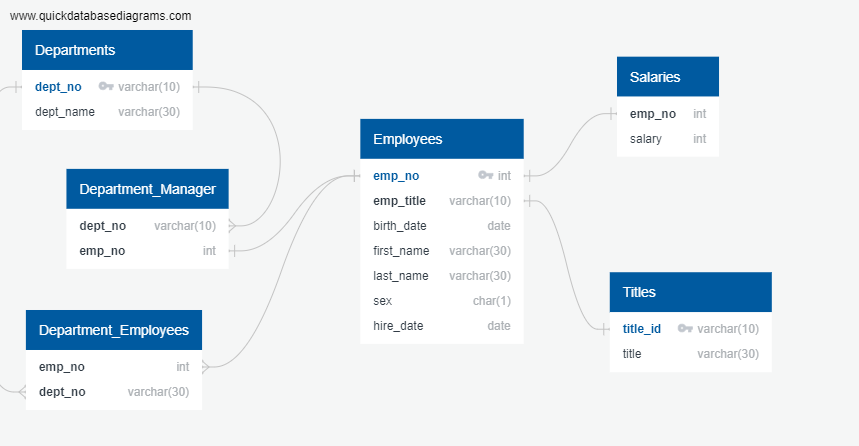 www.quickdatabasediagrams.com
Departments
dept_no varchar(10)
dept_name varchar(30)
Department_Manager
dept_no varchar(10)
emp_no int
Department_Employees
emp_no int
dept_no varchar(30)
Employees
emp_no int
emp_title varchar(10)
birth_date date
first_name varchar(30)
last_name varchar(30)
sex char(1)
hire_date date
Salaries
emp_no int
salary int
Titles
title_id varchar(10)
title varchar(30)